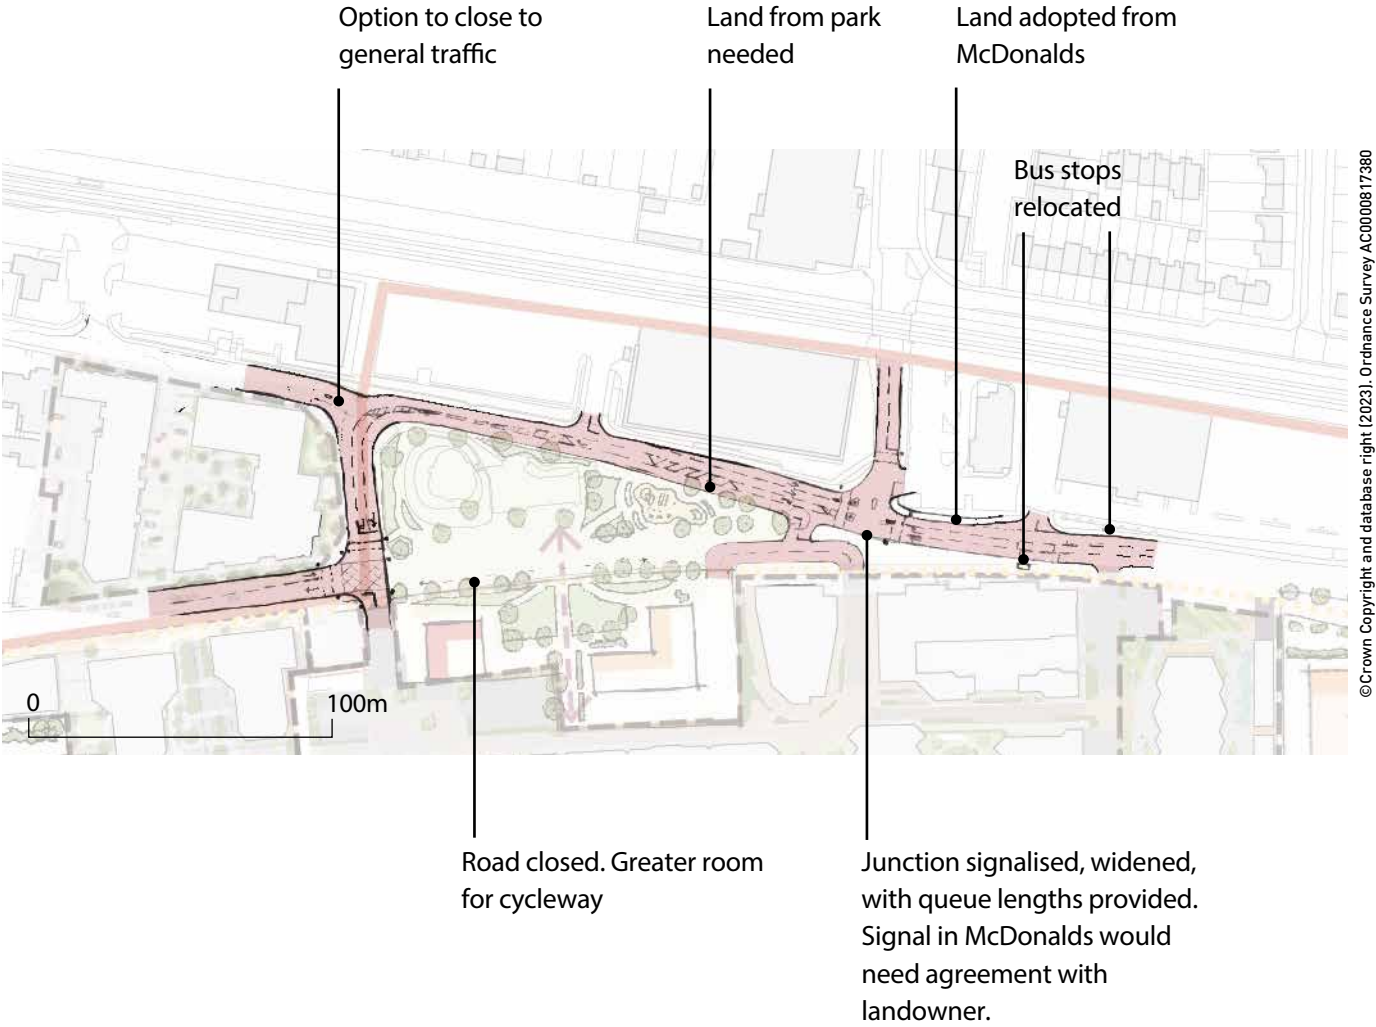 Option to close to
general traffic
Land from park
needed
Land adopted from
McDonalds
Bus stops
relocated
0
100m
Road closed. Greater room
for cycleway
Junction signalised, widened,
with queue lengths provided.
Signal in McDonalds would
need agreement with
landowner.
©Crown Copyright and database right (2023). Ordnance Survey AC0000817380